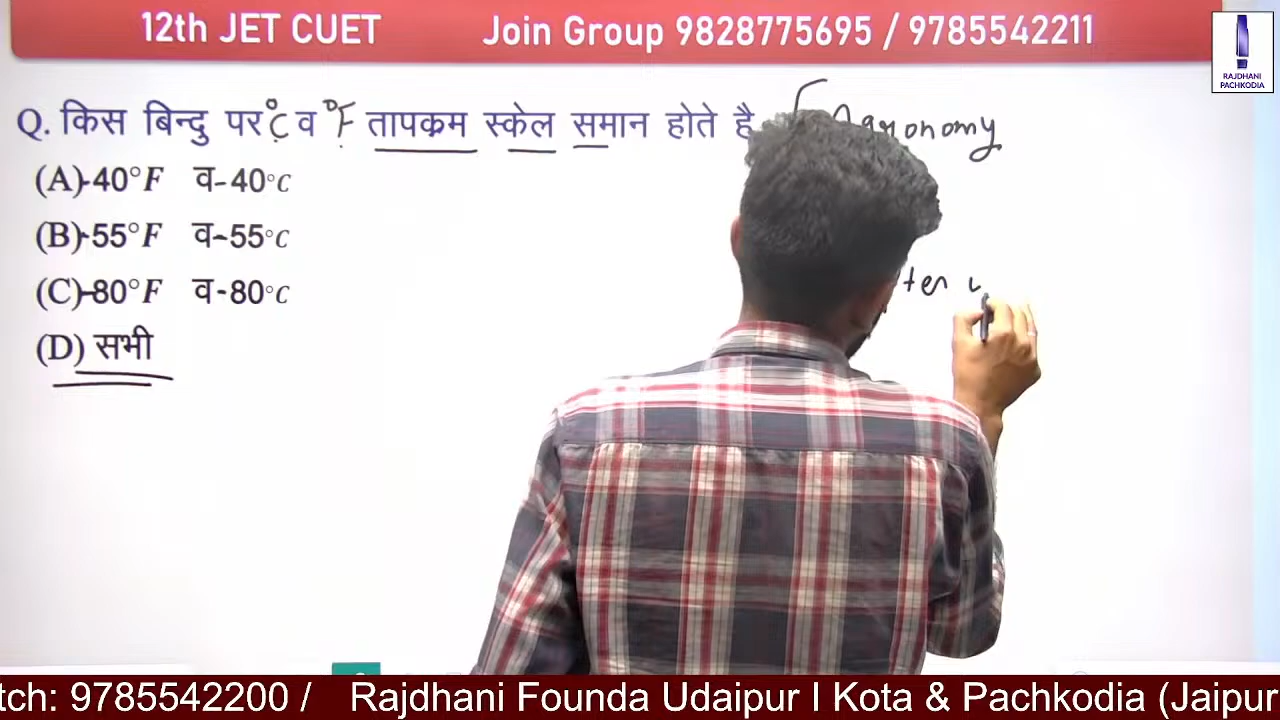 12th JET CUET Join Group 9828775695 / 9785542211
RAJDHANI
PACHKODIA
Q. किस बिन्दु पर °C व °F तापक्रम स्केल समान होते है
Agronomy
(A)-40°F व-40°C
(B)-55°F व-55°C
(C)-80°F व-80°C
(D) सभी
tch: 9785542200 / Rajdhani Founda Udaipur I Kota & Pachkodia (Jaipur